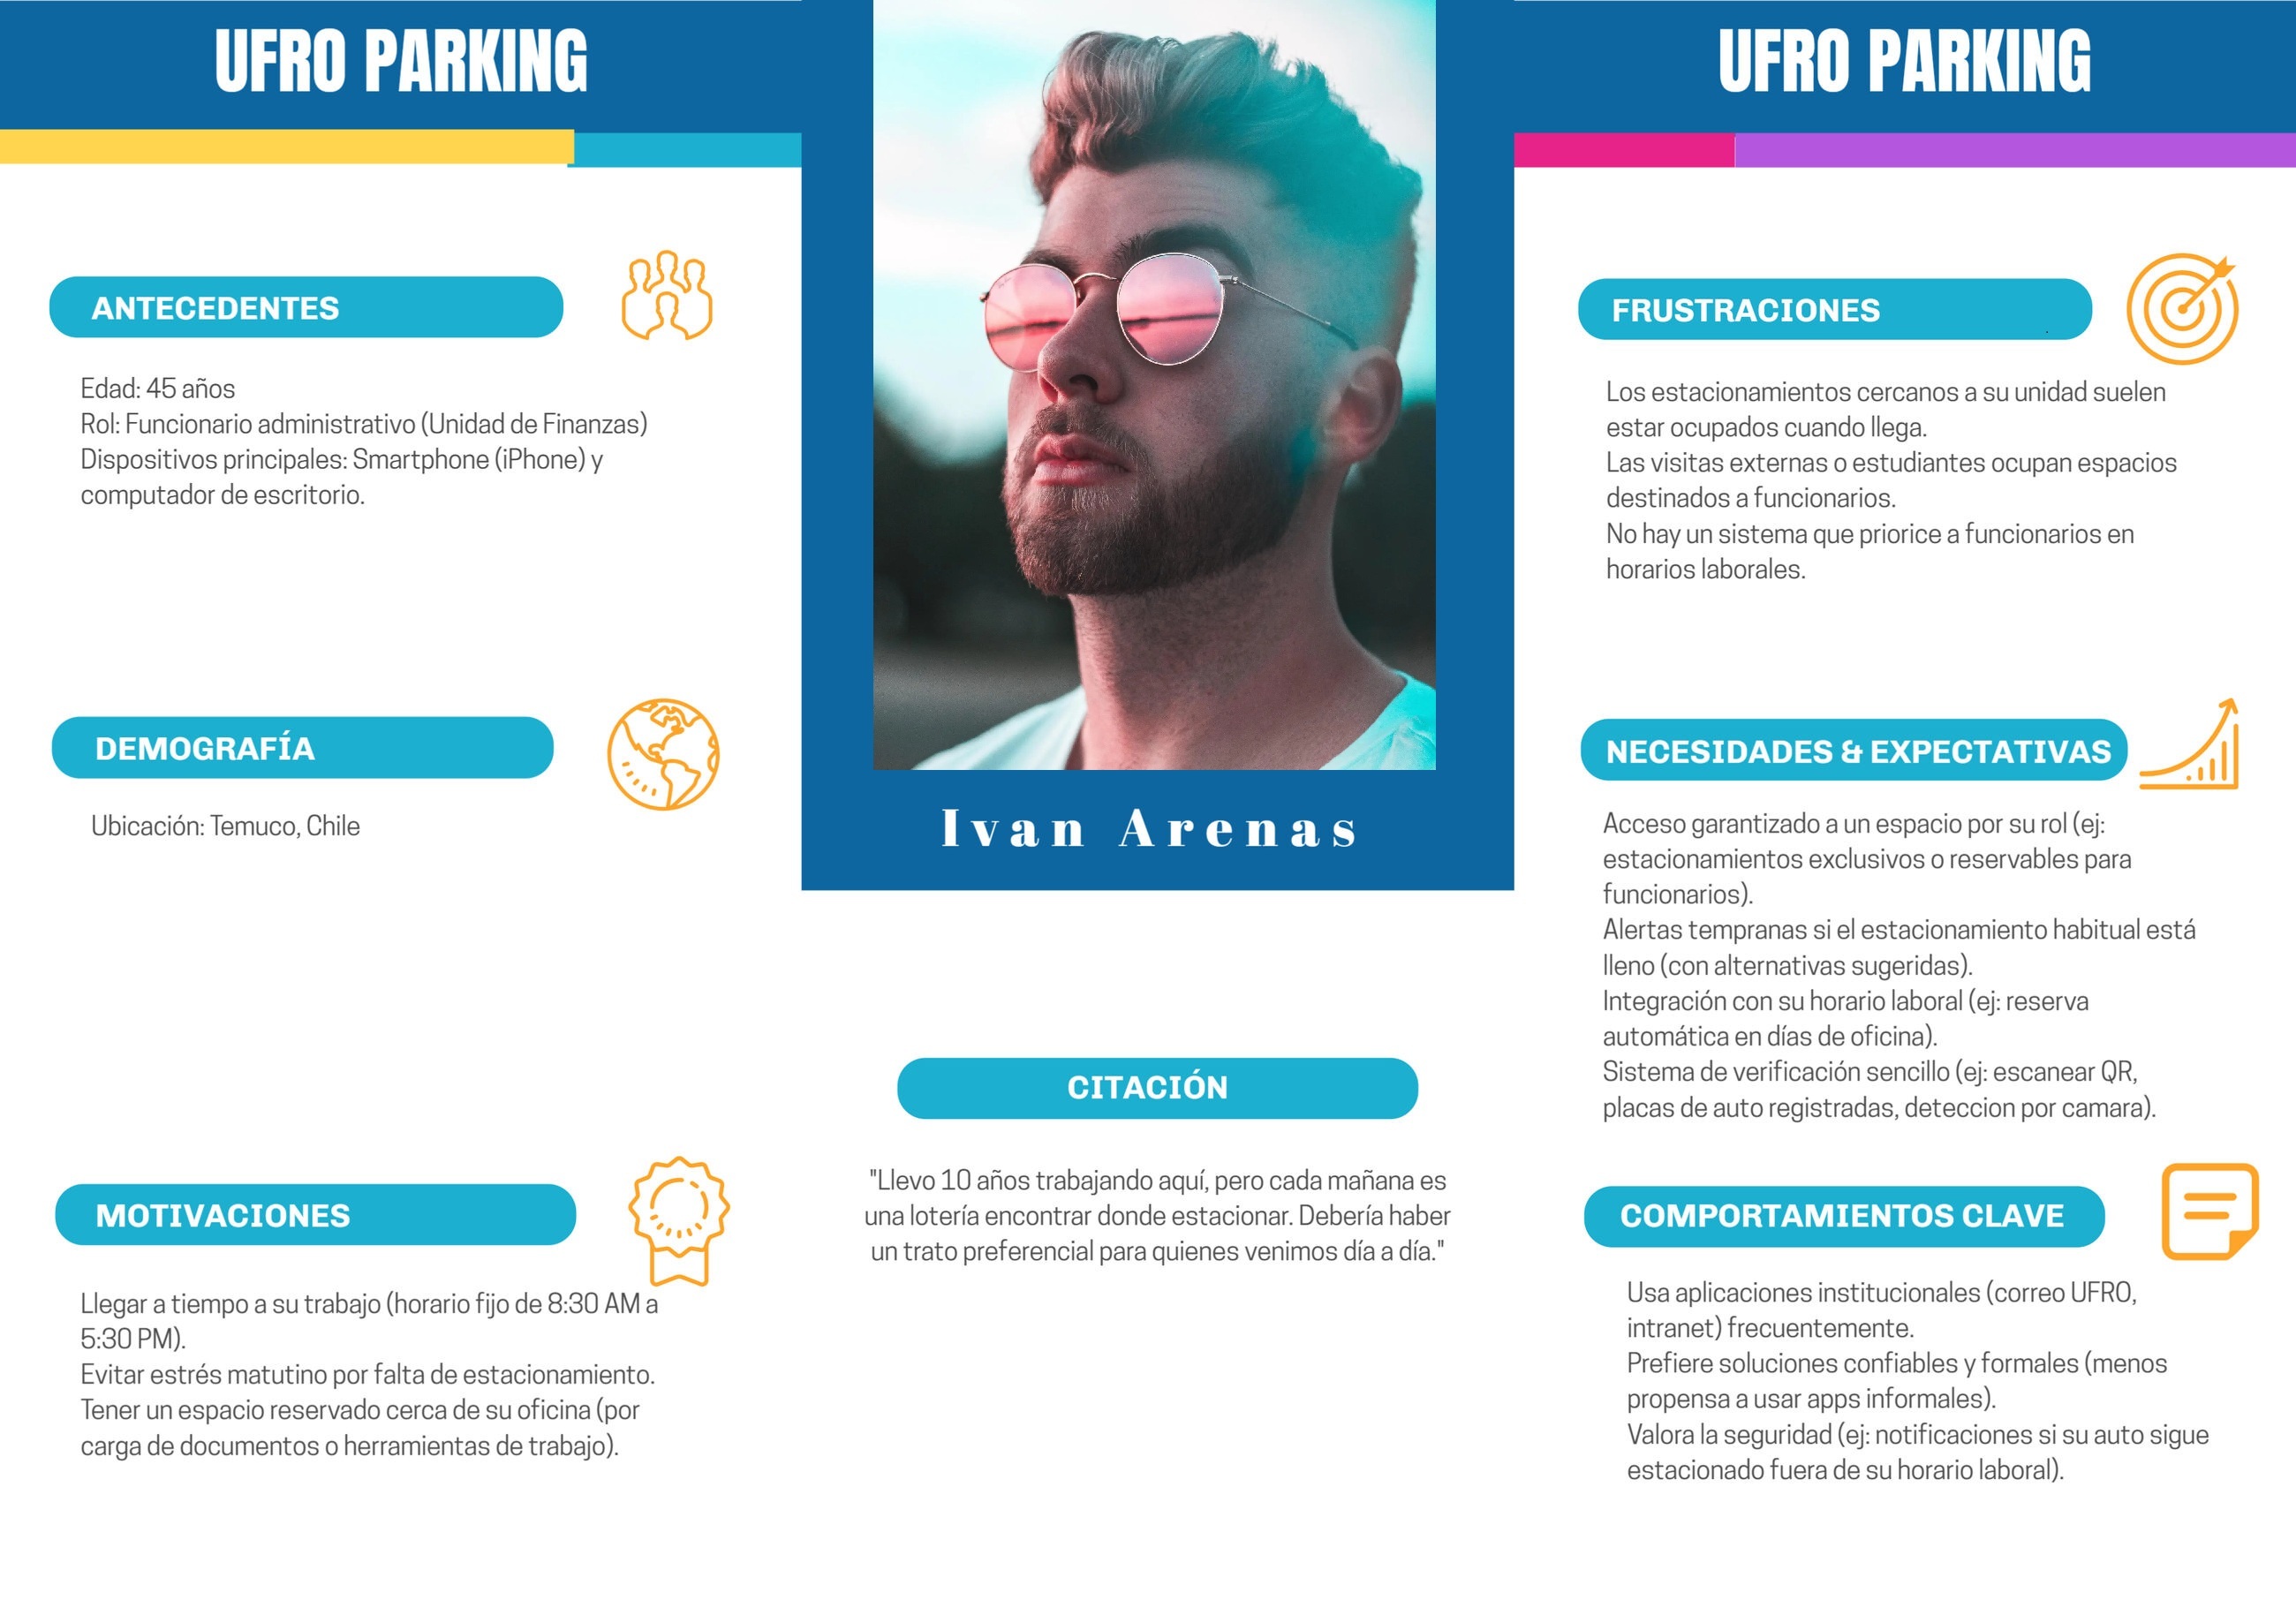 UFRO PARKING
ANTECEDENTES
Edad: 45 años
Rol: Funcionario administrativo (Unidad de Finanzas)
Dispositivos principales: Smartphone (iPhone) y
computador de escritorio.
DEMOGRAFÍA
Ubicación: Temuco, Chile
MOTIVACIONES
Llegar a tiempo a su trabajo (horario fijo de 8:30 AM a
5:30 PM).
Evitar estrés matutino por falta de estacionamiento.
Tener un espacio reservado cerca de su oficina (por
carga de documentos o herramientas de trabajo).
Ivan Arenas
CITACIÓN
"Llevo 10 años trabajando aquí, pero cada mañana es
una lotería encontrar donde estacionar. Debería haber
un trato preferencial para quienes venimos día a día."
UFRO PARKING
FRUSTRACIONES
Los estacionamientos cercanos a su unidad suelen
estar ocupados cuando llega.
Las visitas externas o estudiantes ocupan espacios
destinados a funcionarios.
No hay un sistema que priorice a funcionarios en
horarios laborales.
NECESIDADES & EXPECTATIVAS
Acceso garantizado a un espacio por su rol (ej:
estacionamientos exclusivos o reservables para
funcionarios).
Alertas tempranas si el estacionamiento habitual está
lleno (con alternativas sugeridas).
Integración con su horario laboral (ej: reserva
automática en días de oficina).
Sistema de verificación sencillo (ej: escanear QR,
placas de auto registradas, deteccion por camara).
COMPORTAMIENTOS CLAVE
Usa aplicaciones institucionales (correo UFRO,
intranet) frecuentemente.
Prefiere soluciones confiables y formales (menos
propensa a usar apps informales).
Valora la seguridad (ej: notificaciones si su auto sigue
estacionado fuera de su horario laboral).